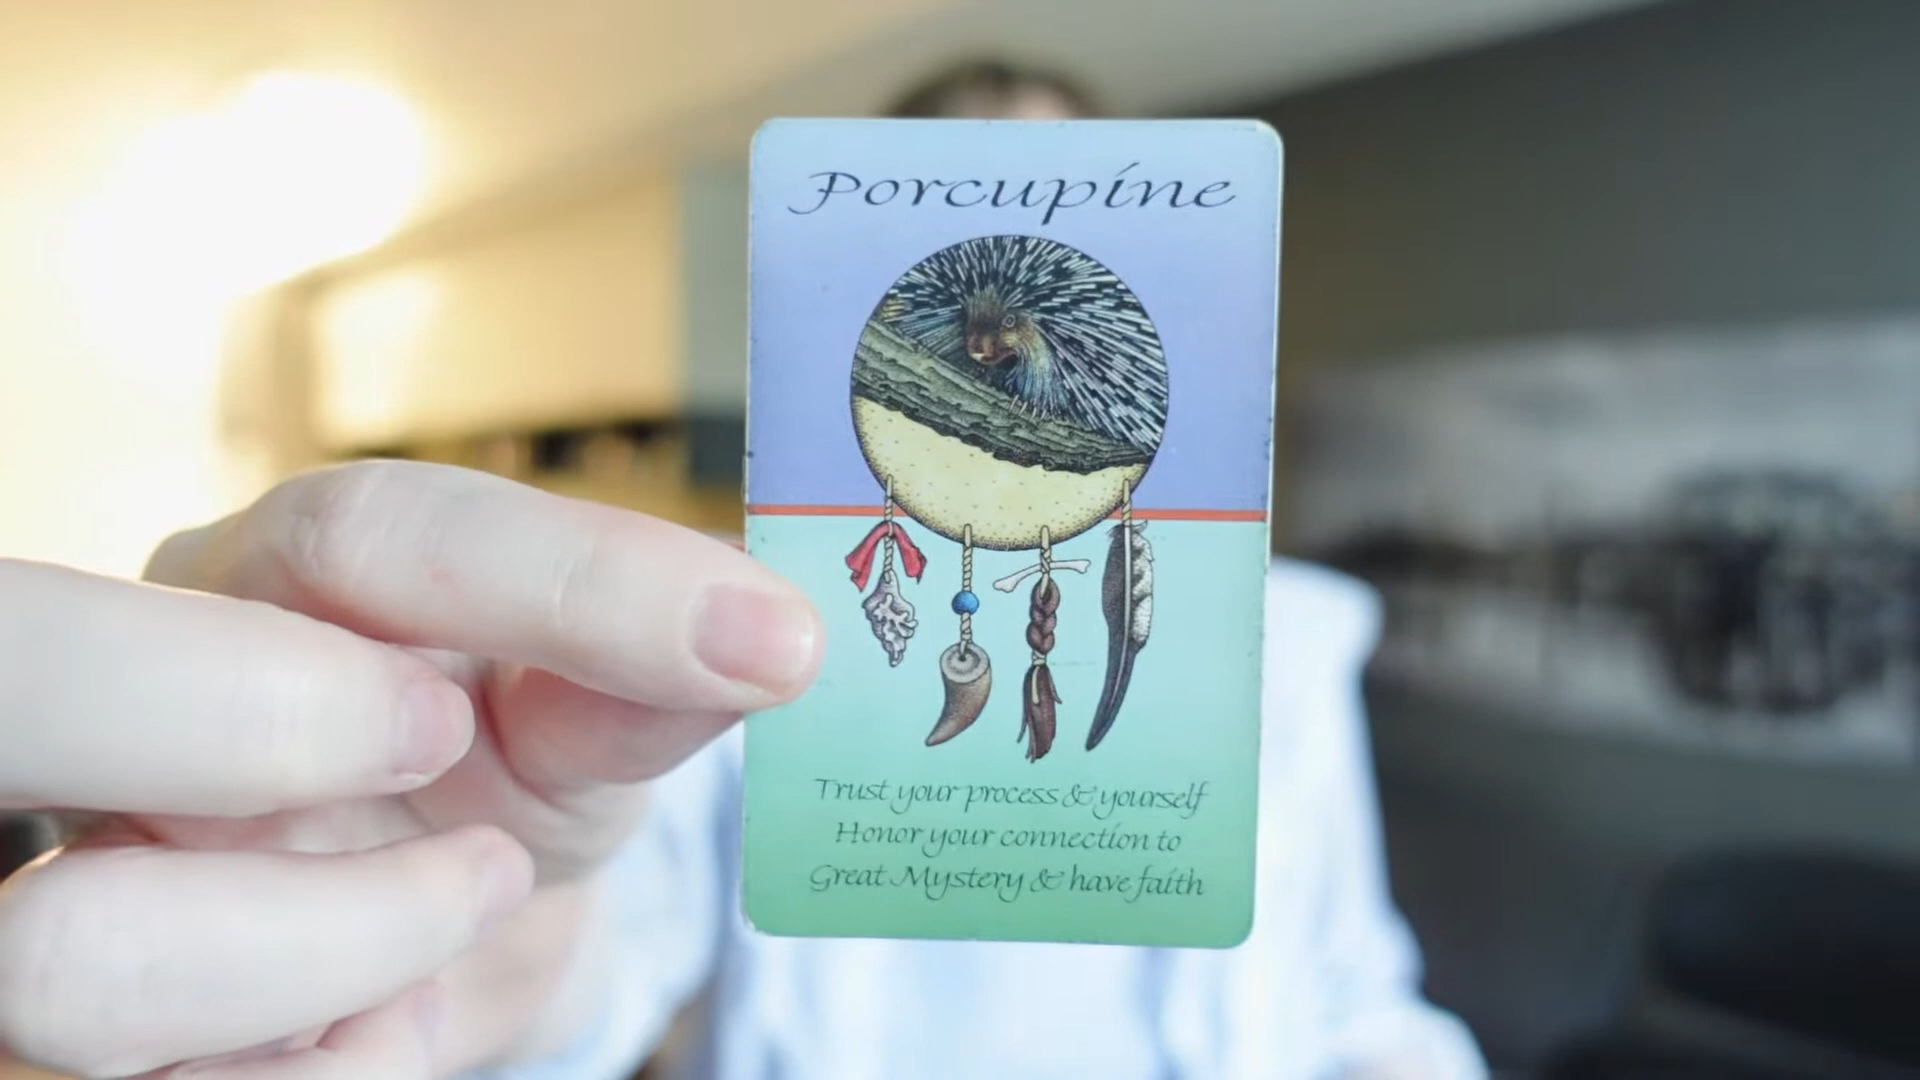 Porcupine
Trust your process & yourself
Honor your connection to
Great Mystery & have faith